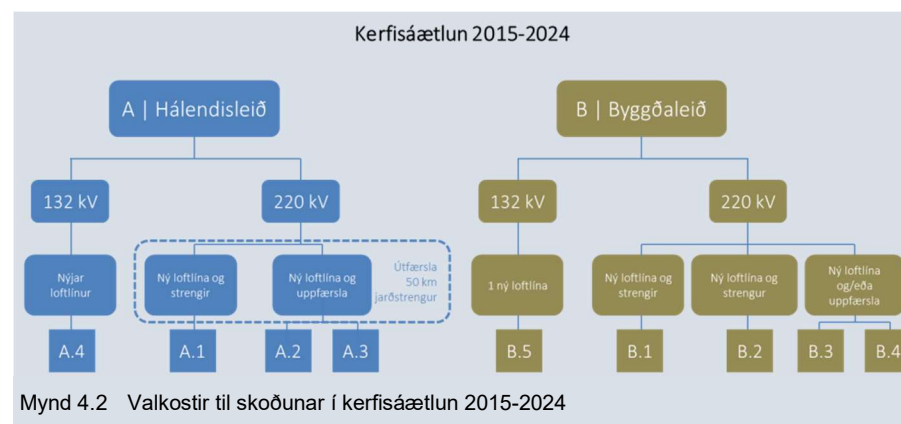 Kerfisáætlun 2015-2024
A | Hálendisleið
B | Byggðaleið
132 kV
220 kV
132 kV
220 kV
Nýjar
loftlínur
Ný loftlína og
strengir
Ný loftlína og
uppfærsla
Útfærsla
50 km
jarðstrengur
1 ný loftlína
Ný loftlína og
strengir
Ný loftlína og
strengur
Ný loftlína
og/eða
uppfærsla
A.4
A.1
A.2
A.3
B.5
B.1
B.2
B.3
B.4
Mynd 4.2 Valkostir til skoðunar í kerfisáætlun 2015-2024